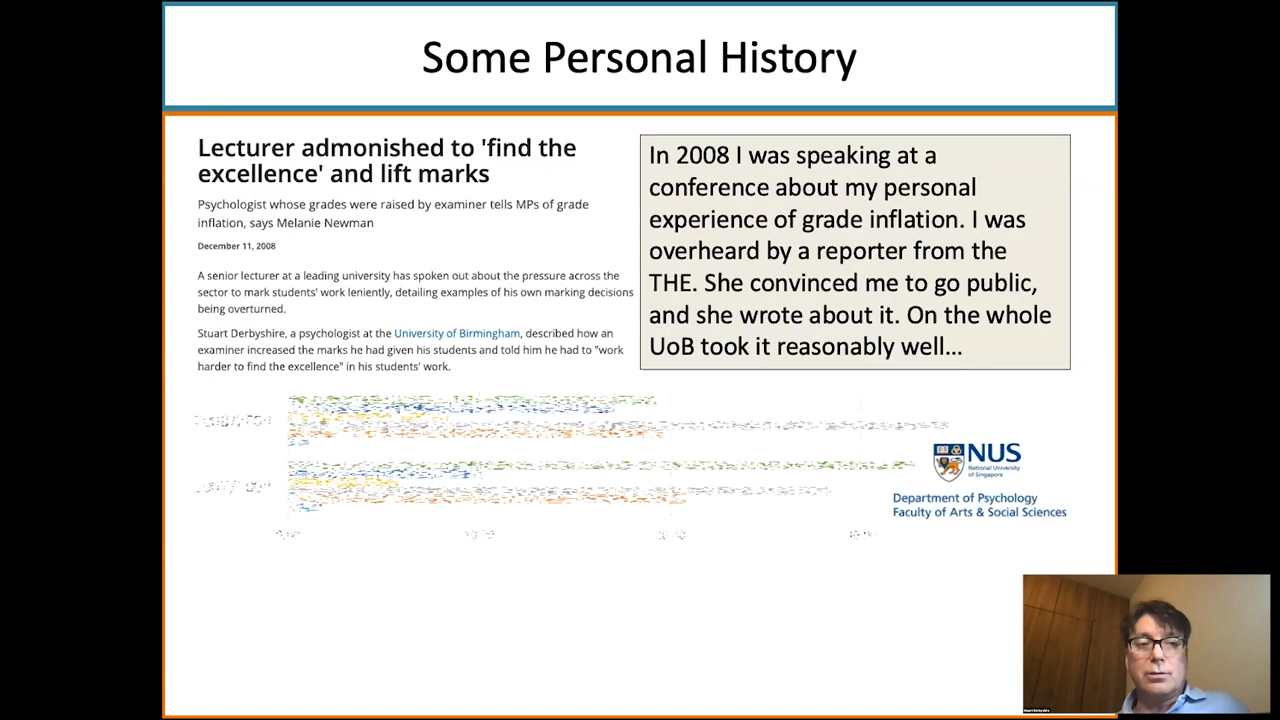 Some Personal History
Lecturer admonished to 'find the
excellence' and lift marks
Psychologist whose grades were raised by examiner tells MPs of grade
inflation, says Melanie Newman
December 11, 2008
A senior lecturer at a leading university has spoken out about the pressure across the
sector to mark students' work leniently, detailing examples of his own marking decisions
being overturned.
Stuart Derbyshire, a psychologist at the University of Birmingham, described how an
examiner increased the marks he had given his students and told him he had to "work
harder to find the excellence" in his students' work.
In 2008 I was speaking at a
conference about my personal
experience of grade inflation. I was
overheard by a reporter from the
THE. She convinced me to go public,
and she wrote about it. On the whole
UoB took it reasonably well...
NUS
National University
of Singapore
Department of Psychology
Faculty of Arts & Social Sciences
Stuart Derbyshire